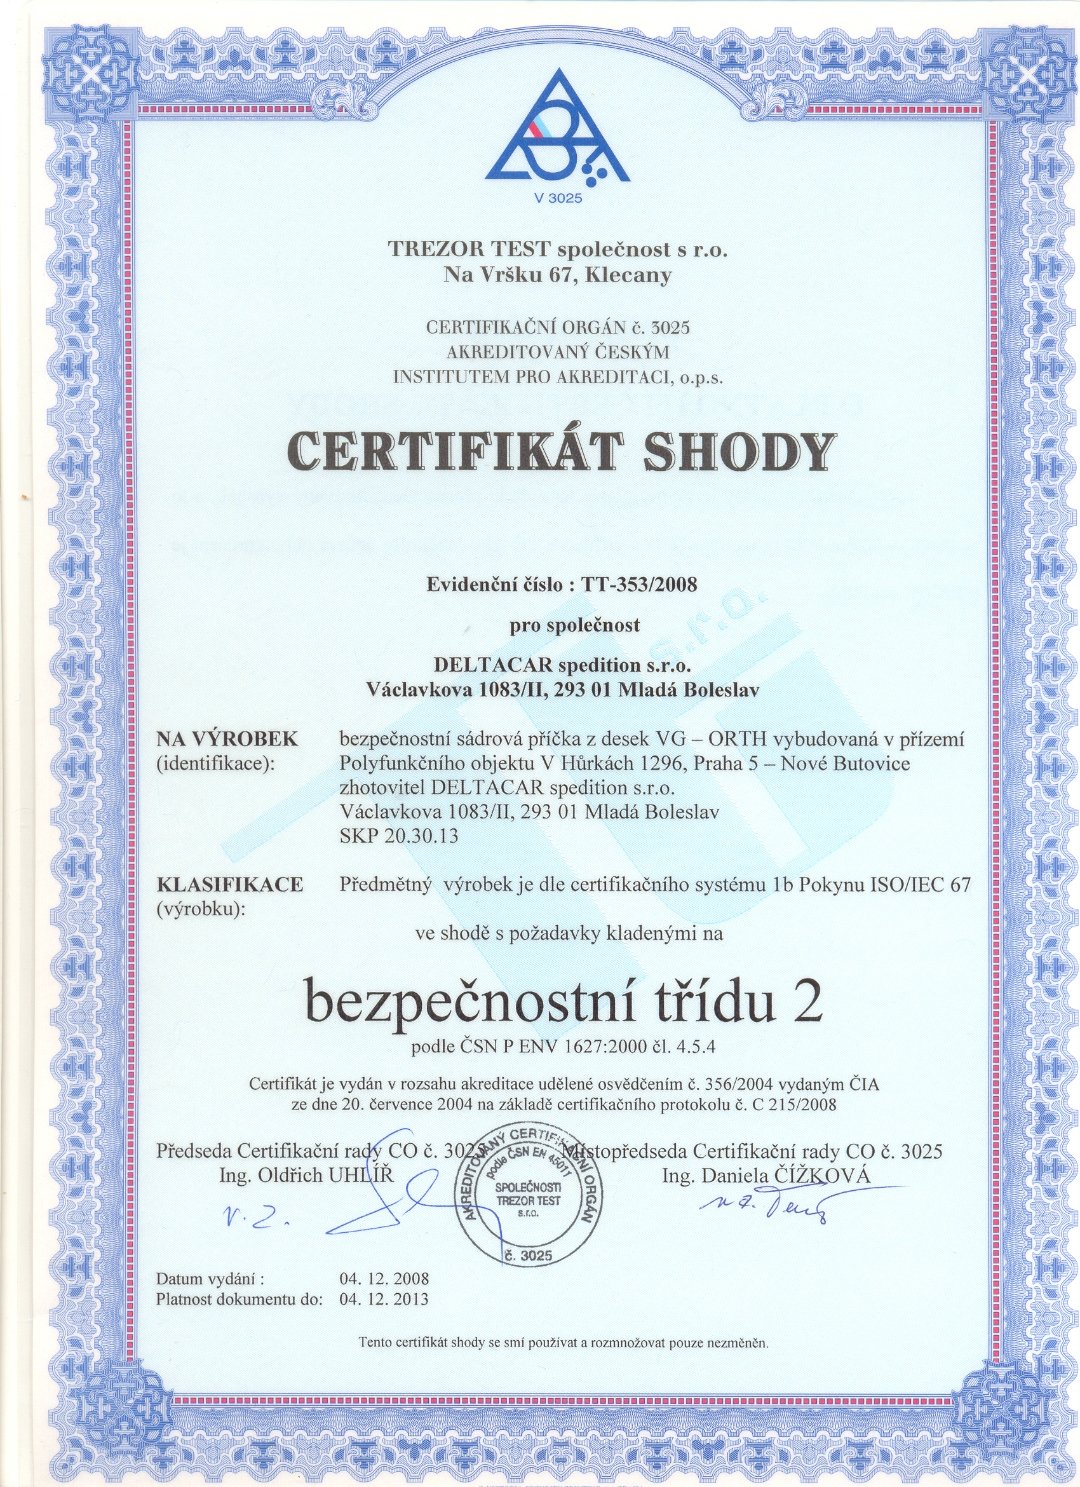 V 3025
TREZOR TEST společnost s r.o.
Na Vršku 67, Klecany
CERTIFIKAČNÍ ORGÁN č. 3025
AKREDITOVANÝ ČESKÝM
INSTITUTEM PRO AKREDITACI, o.p.s.
CERTIFIKÁT SHODY
Evidenční číslo : TT-353/2008
pro společnost
DELTACAR spedition s.r.o.
Václavkova 1083/II, 293 01 Mladá Boleslav
NA VÝROBEK bezpečnostní sádrová příčka z desek VG – ORTH vybudovaná v přízemí
(identifikace): Polyfunkčního objektu V Hůrkách 1296, Praha 5 – Nové Butovice
zhotovitel DELTACAR spedition s.r.o.
Václavkova 1083/II, 293 01 Mladá Boleslav
SKP 20.30.13
KLASIFIKACE Předmětný výrobek je dle certifikačního systému 1b Pokynu ISO/IEC 67
(výrobku):
ve shodě s požadavky kladenými na
bezpečnostní třídu 2
podle ČSN P ENV 1627:2000 čl. 4.5.4
Certifikát je vydán v rozsahu akreditace udělené osvědčením č. 356/2004 vydaným ČIA
ze dne 20. července 2004 na základě certifikačního protokolu č. C 215/2008
Předseda Certifikační rady CO č. 3025 Místopředseda Certifikační rady CO č. 3025
Ing. Oldřich UHLÍŘ Ing. Daniela ČÍŽKOVÁ
v. z.
AKREDITOVANÝ CERTIFIKAČNÍ ORGÁN
podle ČSN EN 45011
SPOLEČNOSTI
TREZOR TEST
s.r.o.
č. 3025
Datum vydání : 04. 12. 2008
Platnost dokumentu do: 04. 12. 2013
Tento certifikát shody se smí používat a rozmnožovat pouze nezměněn.